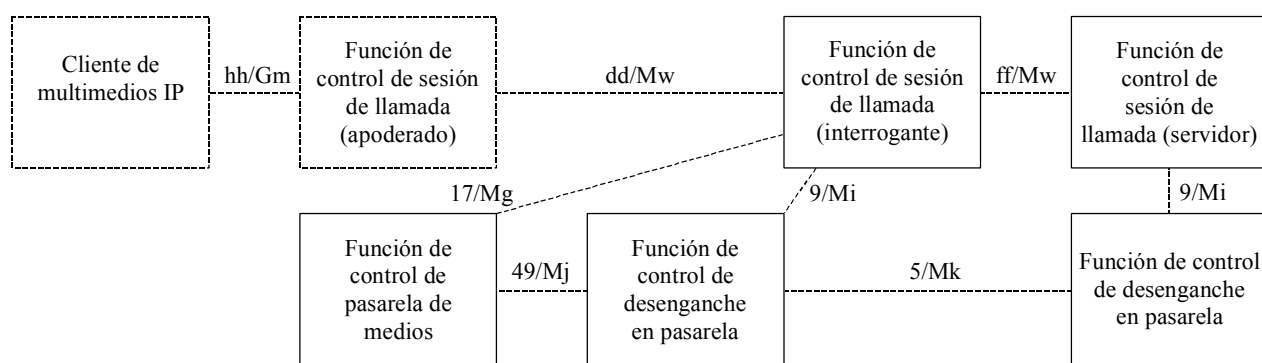 Cliente de
multimedios IP
hh/Gm
Función de
control de sesión
de llamada
(apoderado)
dd/Mw
Función de
control de sesión
de llamada
(interrogante)
ff/Mw
Función de
control de
sesión de
llamada (servidor)
17/Mg
9/Mi
9/Mi
Función de
control de
pasarela de
medios
49/Mj
Función de
control de
desenganche
en pasarela
5/Mk
Función de control
de desenganche
en pasarela